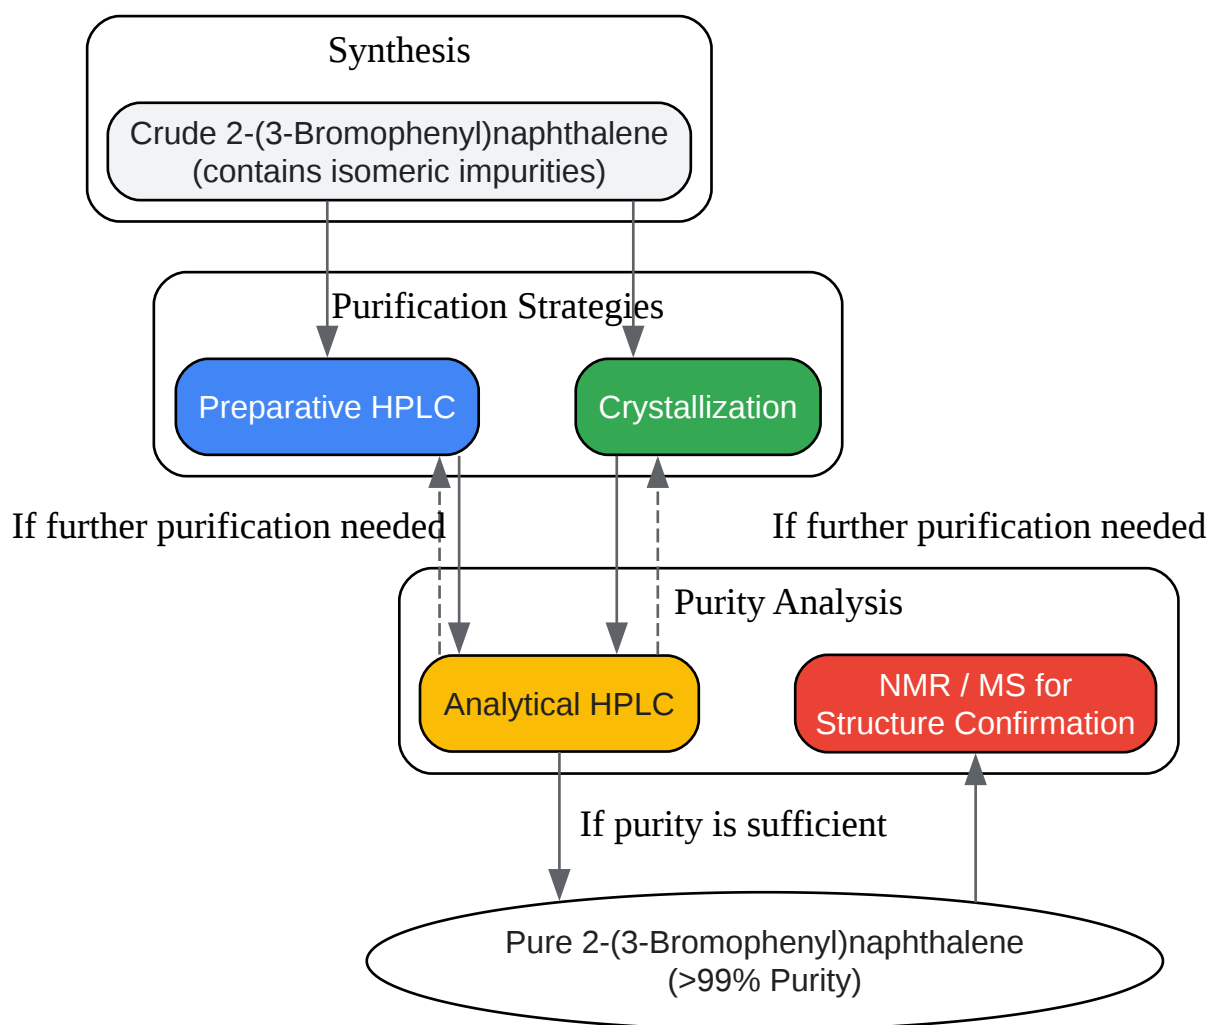 Synthesis
Crude 2-(3-Bromophenyl)naphthalene
(contains isomeric impurities)
Purification Strategies
Preparative HPLC
Crystallization
If further purification needed
If further purification needed
Purity Analysis
Analytical HPLC
NMR / MS for
Structure Confirmation
If purity is sufficient
Pure 2-(3-Bromophenyl)naphthalene
(>99% Purity)